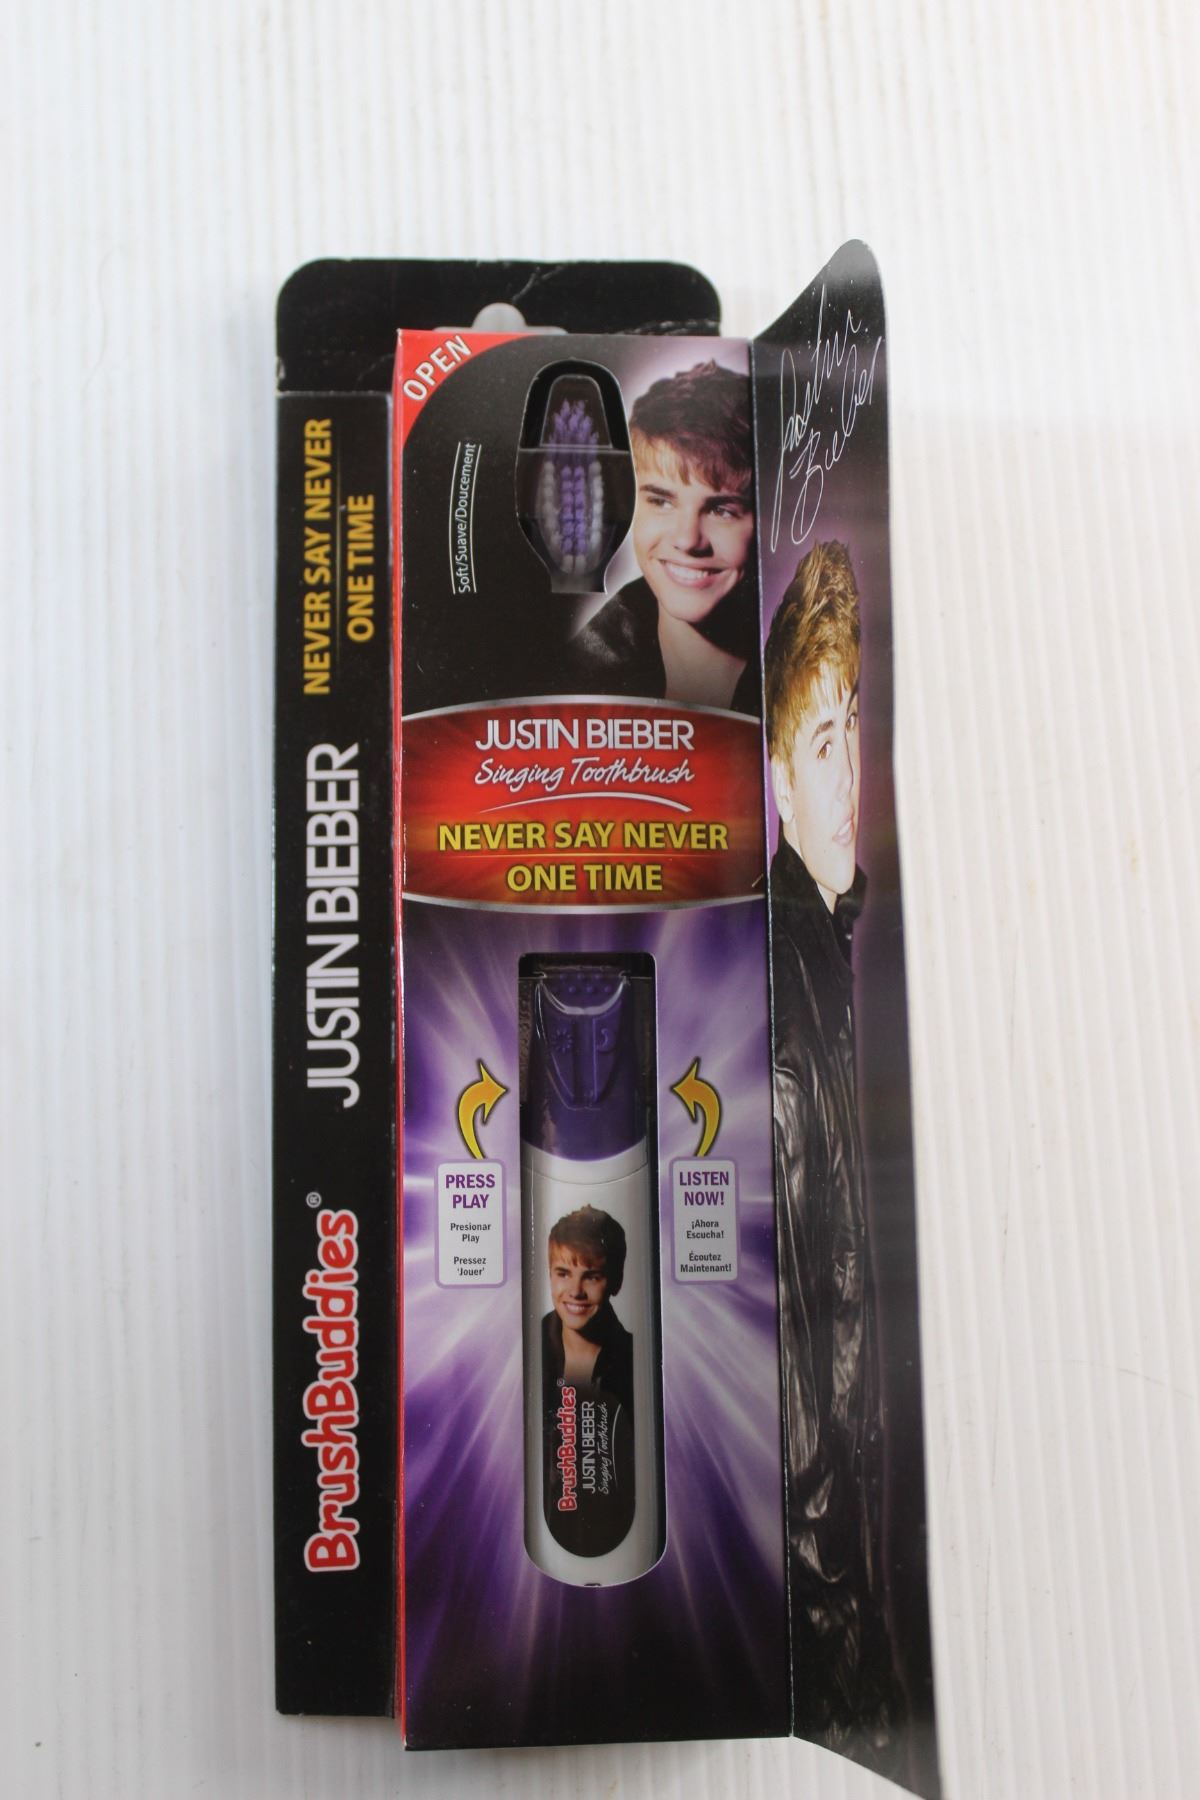 NEVER SAY NEVER
ONE TIME
JUSTIN BIEBER
BrushBuddies®
OPEN
Soft/Suave/Doucement
JUSTIN BIEBER
Singing Toothbrush
NEVER SAY NEVER
ONE TIME
PRESS
PLAY
Presionar
Play
Pressez
'Jouer'
LISTEN
NOW!
¡Ahora
Escucha!
Écoutez
Maintenant!
BrushBuddies®
JUSTIN BIEBER
Singing Toothbrush
Justin
Bieber